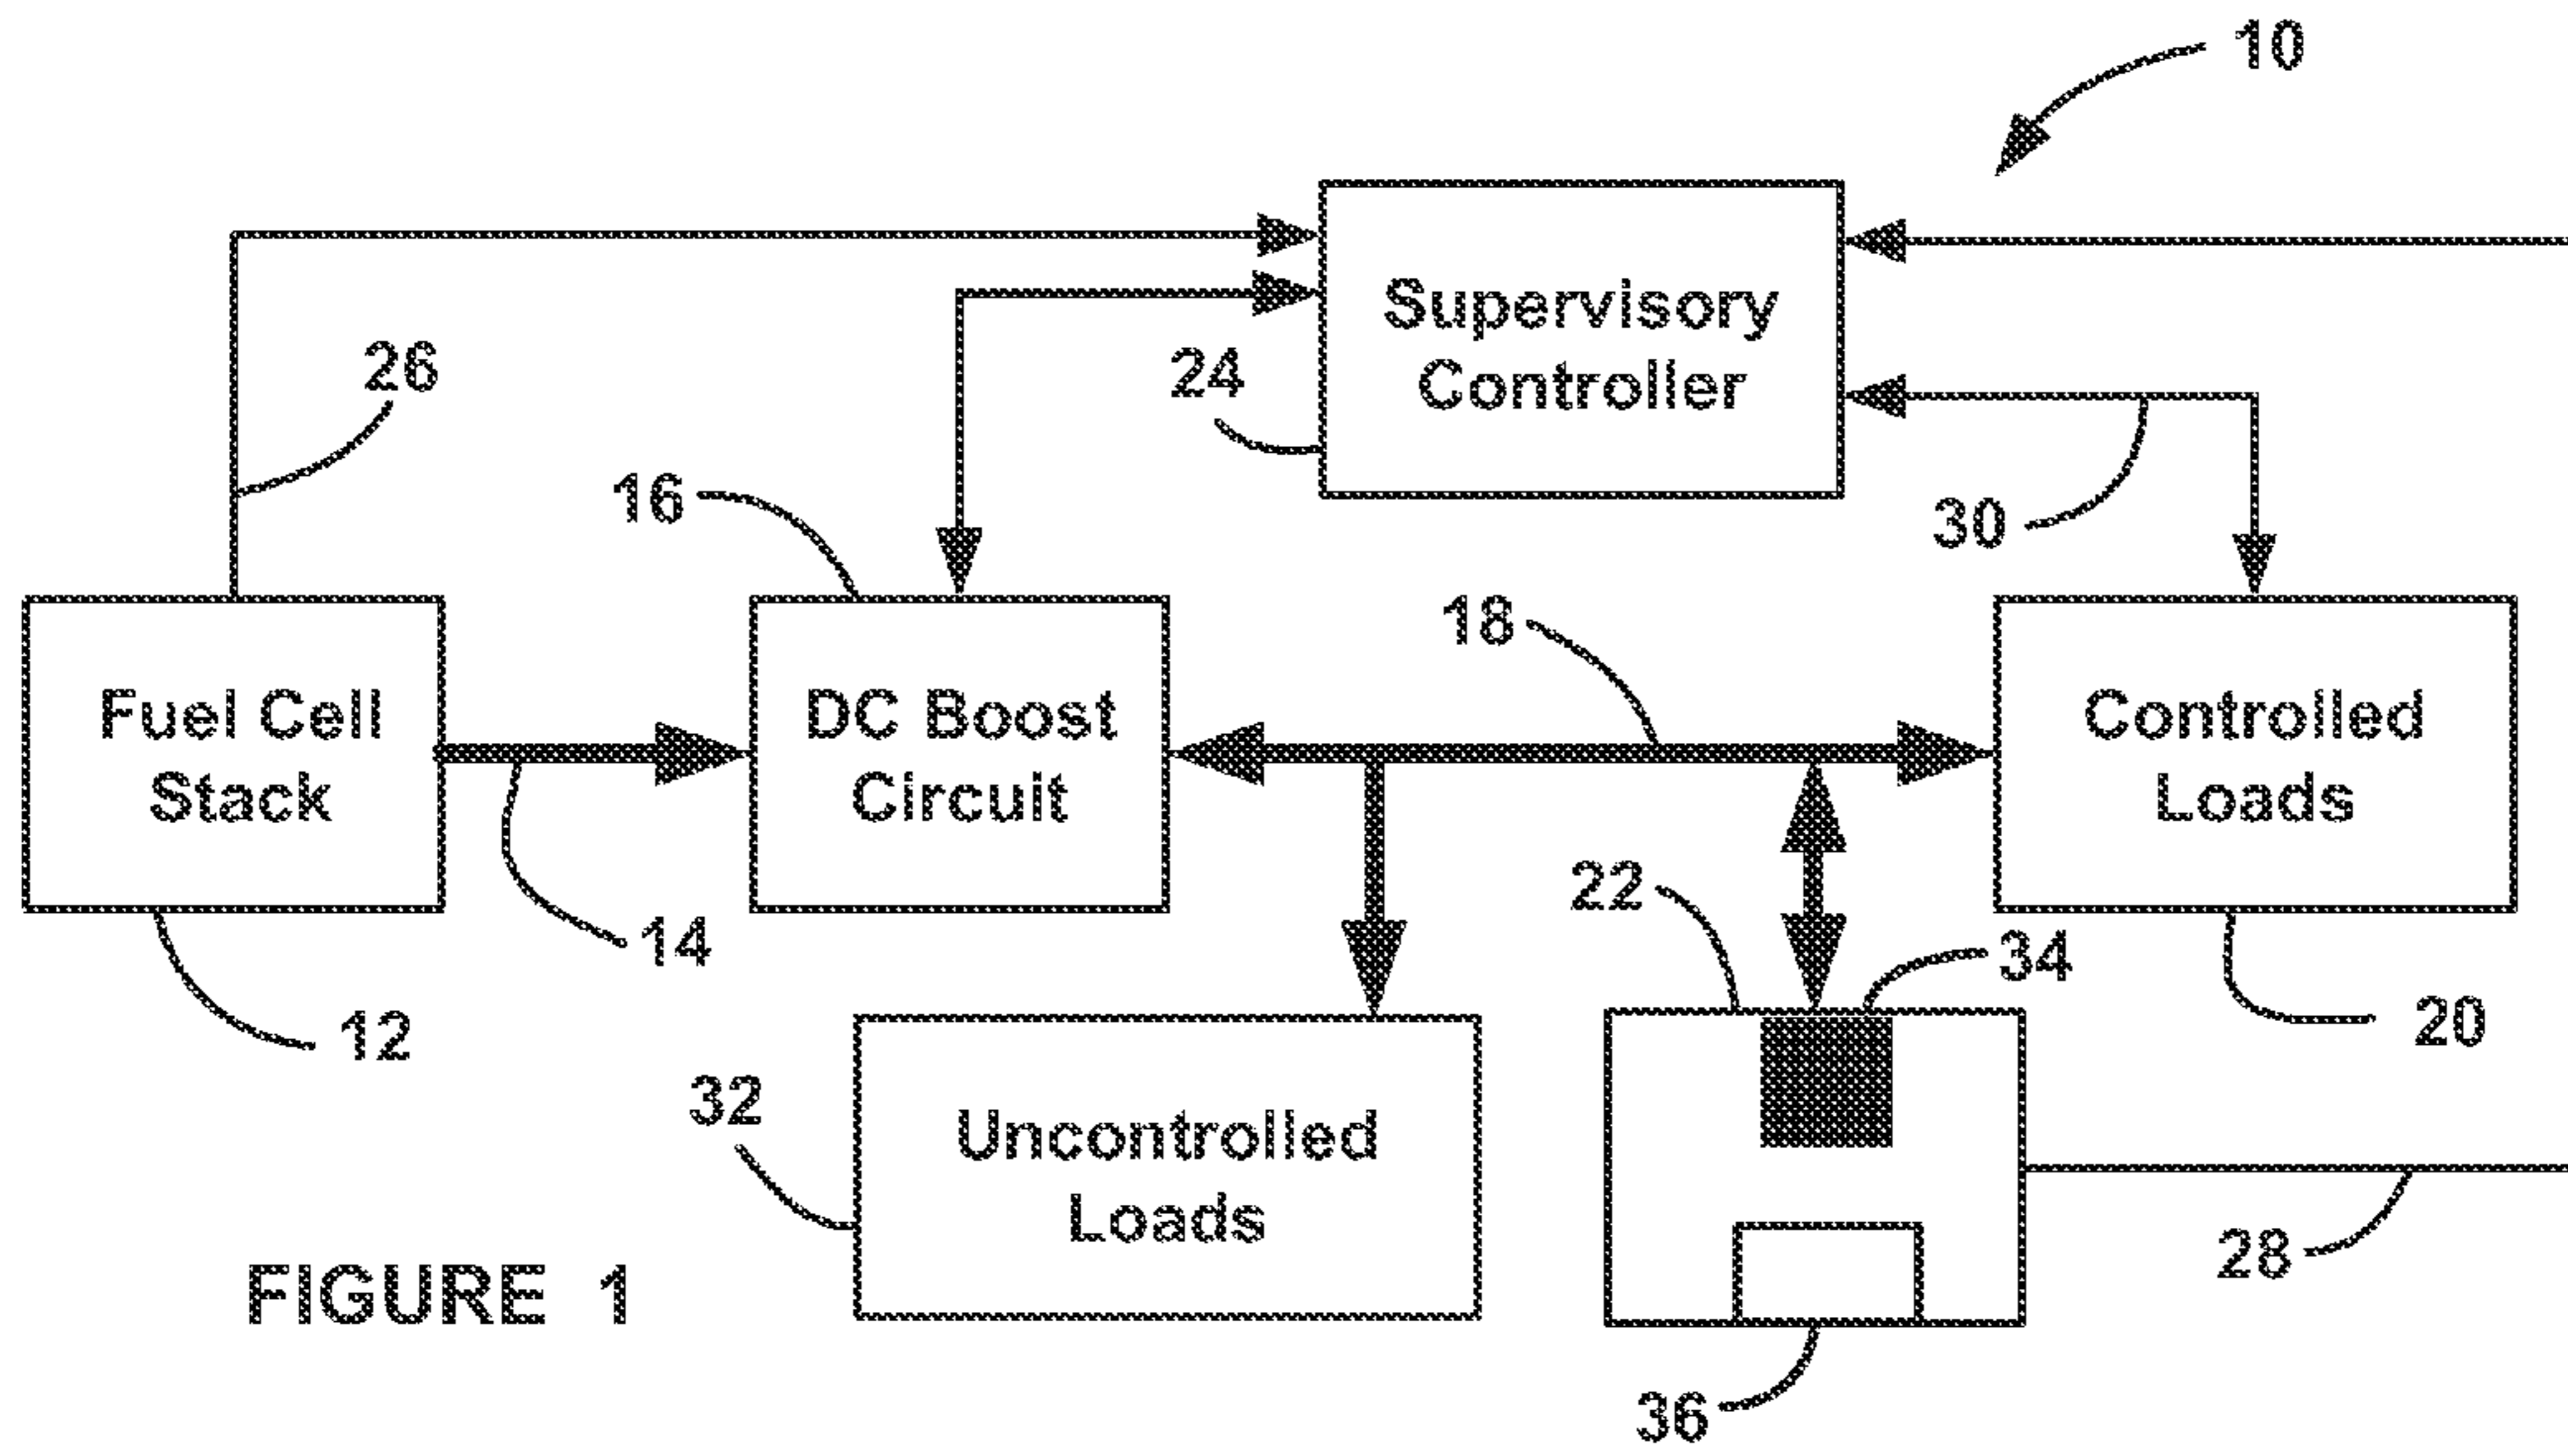 10
Supervisory
Controller
26
24
16
30
18
Fuel Cell
Stack
DC Boost
Circuit
Controlled
Loads
22
14
34
12
20
32
Uncontrolled
Loads
28
FIGURE 1
36